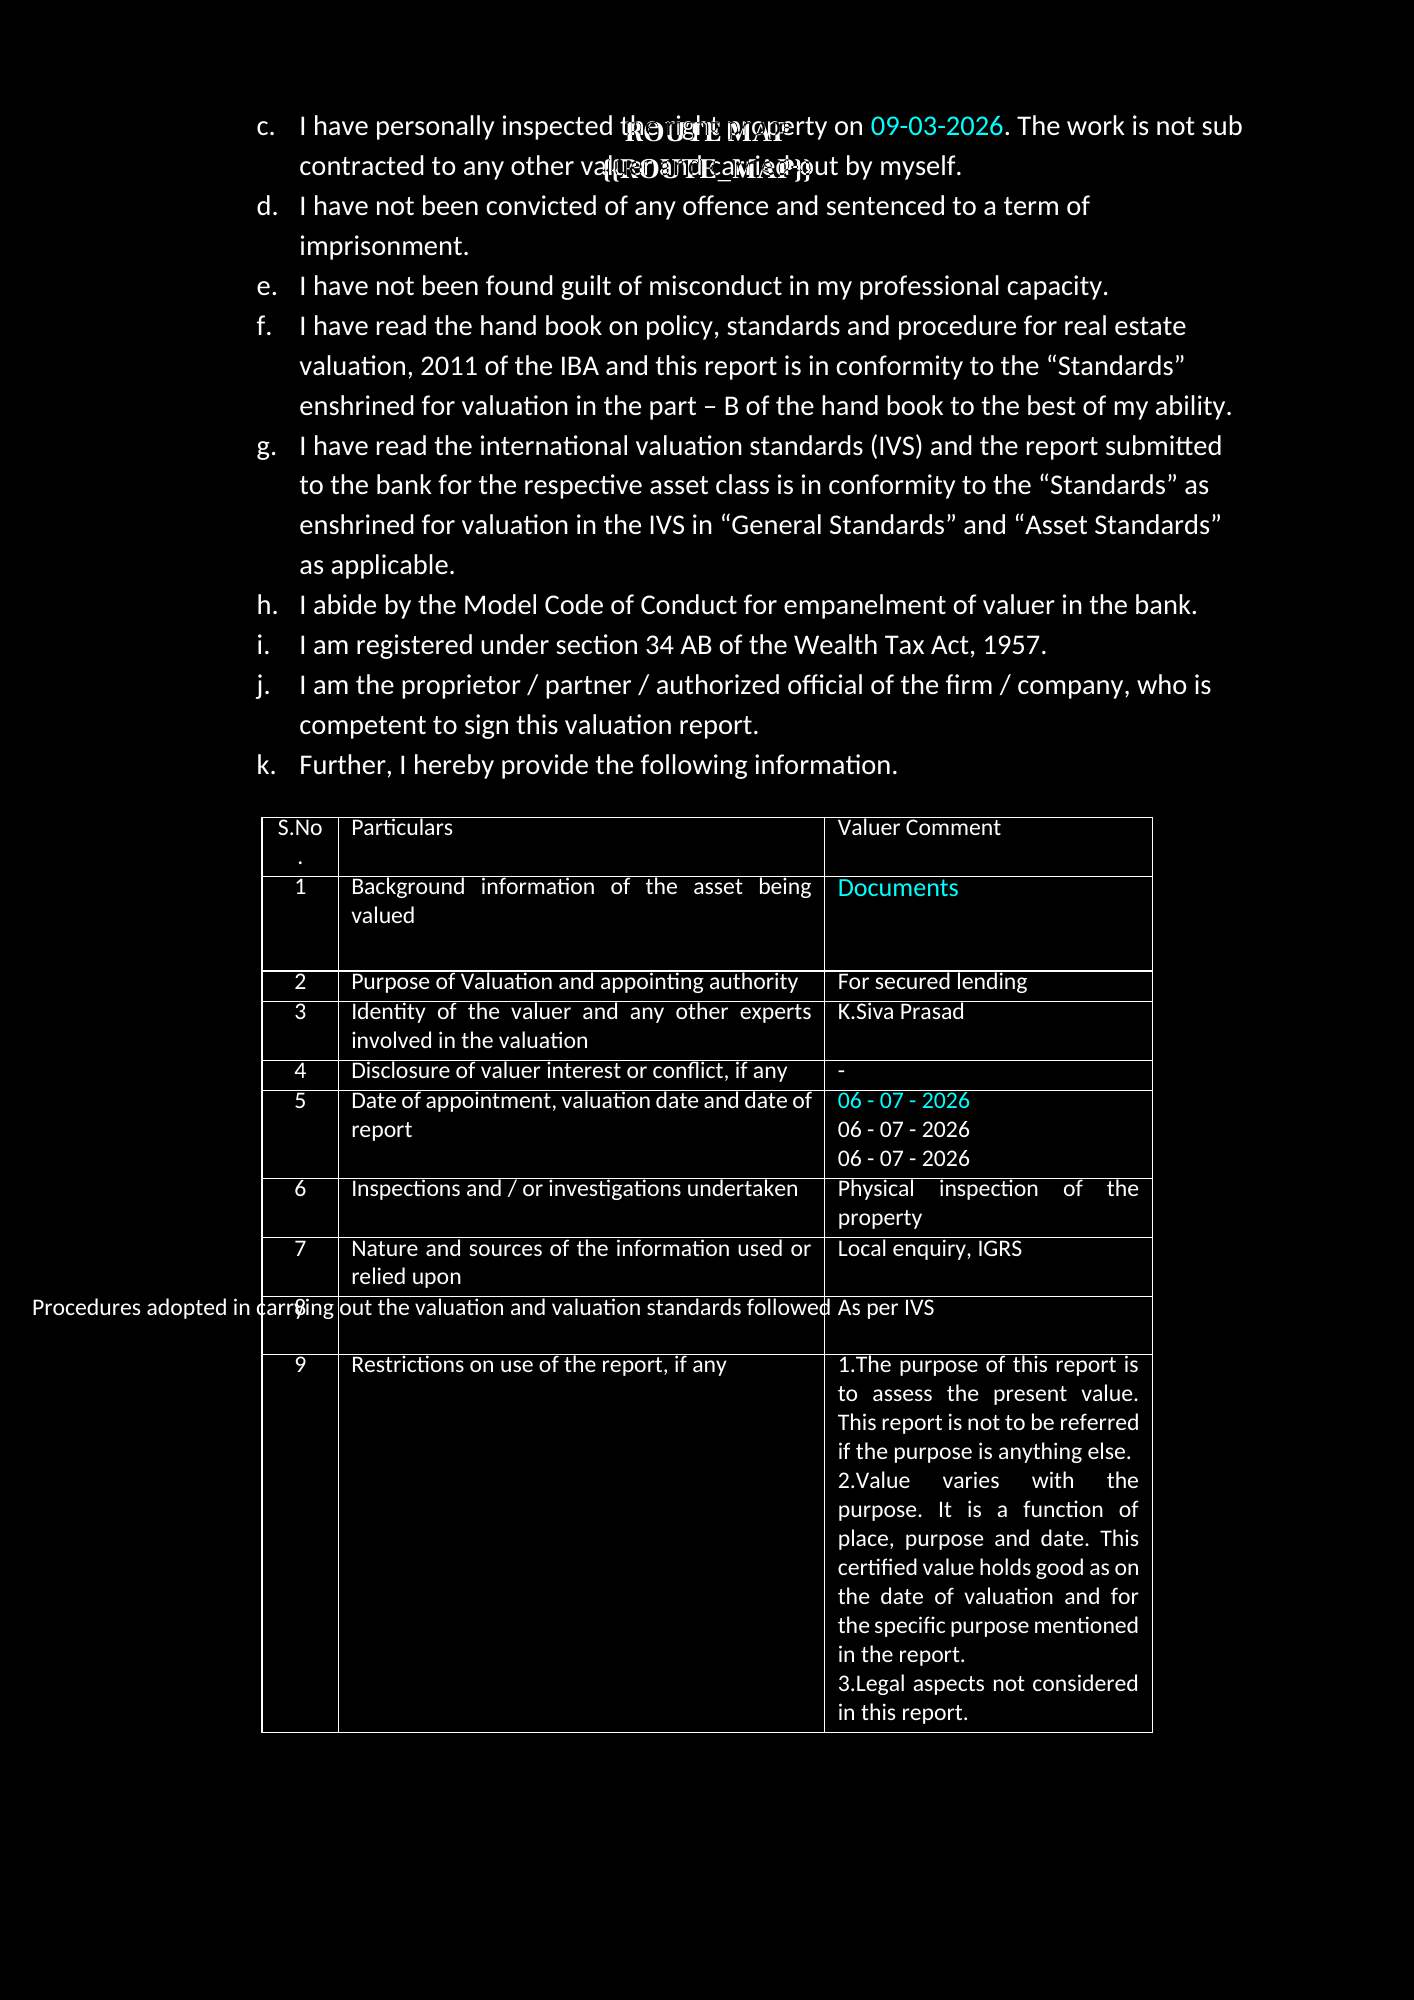 c. I have personally inspected the right property on 09-03-2026. The work is not sub
ROUTE MAP
contracted to any other valuer and carried out by myself.
{{ROUTE_MAP}}
d. I have not been convicted of any offence and sentenced to a term of
imprisonment.
e. I have not been found guilt of misconduct in my professional capacity.
f. I have read the hand book on policy, standards and procedure for real estate
valuation, 2011 of the IBA and this report is in conformity to the “Standards”
enshrined for valuation in the part – B of the hand book to the best of my ability.
g. I have read the international valuation standards (IVS) and the report submitted
to the bank for the respective asset class is in conformity to the “Standards” as
enshrined for valuation in the IVS in “General Standards” and “Asset Standards”
as applicable.
h. I abide by the Model Code of Conduct for empanelment of valuer in the bank.
i. I am registered under section 34 AB of the Wealth Tax Act, 1957.
j. I am the proprietor / partner / authorized official of the firm / company, who is
competent to sign this valuation report.
k. Further, I hereby provide the following information.
S.No Particulars Valuer Comment
.
1 Background information of the asset being Documents
valued
2 Purpose of Valuation and appointing authority For secured lending
3 Identity of the valuer and any other experts K.Siva Prasad
involved in the valuation
4 Disclosure of valuer interest or conflict, if any -
5 Date of appointment, valuation date and date of 06 - 07 - 2026
report 06 - 07 - 2026
06 - 07 - 2026
6 Inspections and / or investigations undertaken Physical inspection of the
property
7 Nature and sources of the information used or Local enquiry, IGRS
relied upon
8 Procedures adopted in carrying out the valuation and valuation standards followed As per IVS
9 Restrictions on use of the report, if any 1.The purpose of this report is
to assess the present value.
This report is not to be referred
if the purpose is anything else.
2.Value varies with the
purpose. It is a function of
place, purpose and date. This
certified value holds good as on
the date of valuation and for
the specific purpose mentioned
in the report.
3.Legal aspects not considered
in this report.